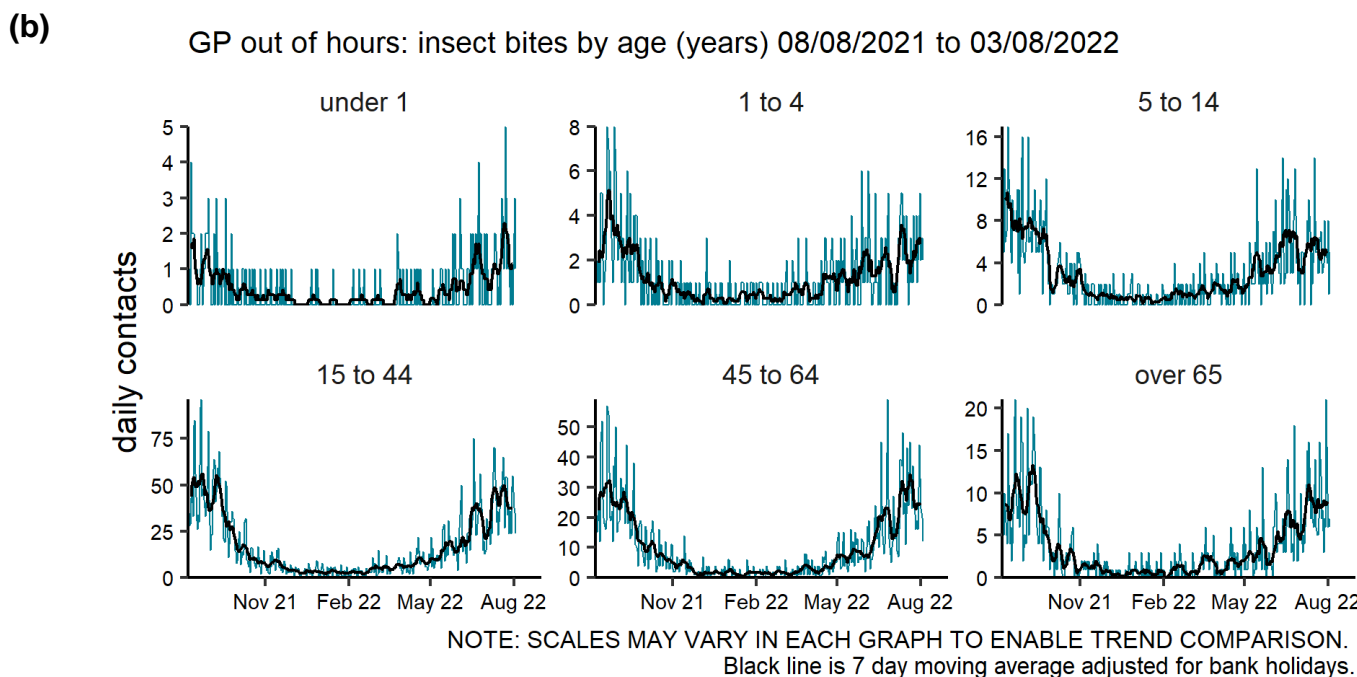 (b)
GP out of hours: insect bites by age (years) 08/08/2021 to 03/08/2022
daily contacts
under 1
5
4
3
2
1
0
1 to 4
8
6
4
2
0
5 to 14
16
12
8
4
0
15 to 44
75
50
25
0
Nov 21 Feb 22 May 22 Aug 22
45 to 64
50
40
30
20
10
0
Nov 21 Feb 22 May 22 Aug 22
over 65
20
15
10
5
0
Nov 21 Feb 22 May 22 Aug 22
NOTE: SCALES MAY VARY IN EACH GRAPH TO ENABLE TREND COMPARISON.
Black line is 7 day moving average adjusted for bank holidays.